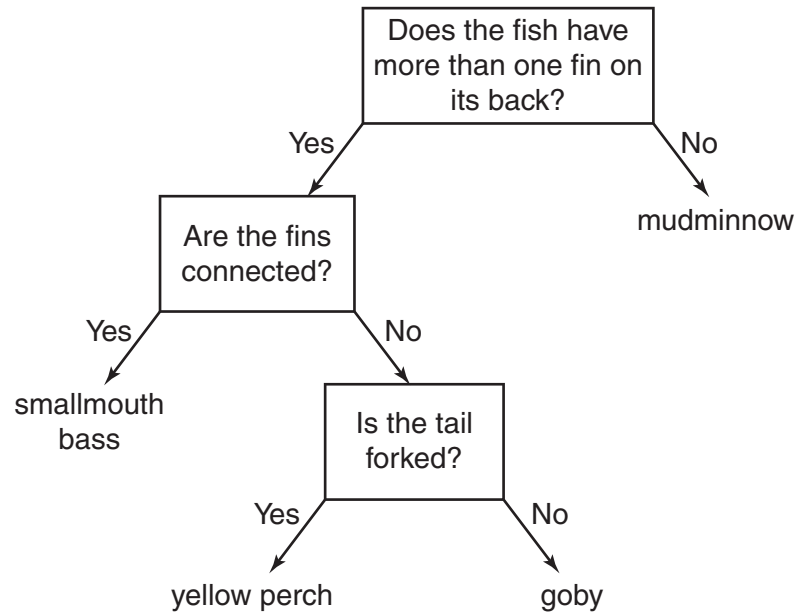 Does the fish have
more than one fin on
its back?
Yes
No
mudminnow
Are the fins
connected?
Yes
No
smallmouth
bass
Is the tail
forked?
Yes
No
yellow perch
goby